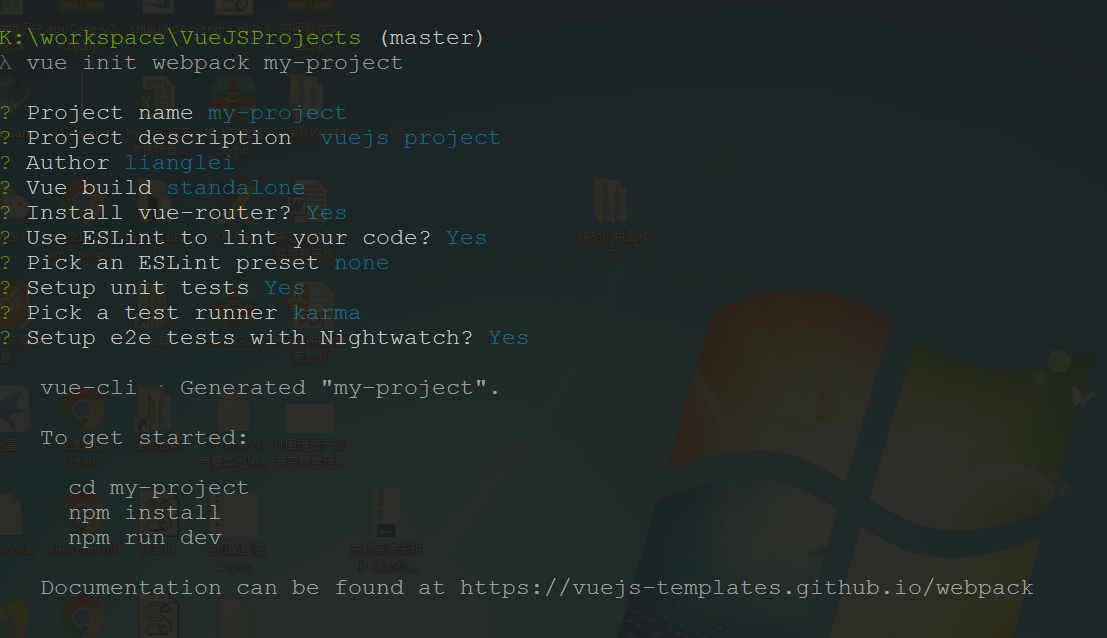 K:\workspace\VueJSProjects (master)
λ vue init webpack my-project
? Project name my-project
? Project description vuejs project
? Author lianglei
? Vue build standalone
? Install vue-router? Yes
? Use ESLint to lint your code? Yes
? Pick an ESLint preset none
? Setup unit tests Yes
? Pick a test runner karma
? Setup e2e tests with Nightwatch? Yes
vue-cli · Generated "my-project".
To get started:
cd my-project
npm install
npm run dev
Documentation can be found at https://vuejs-templates.github.io/webpack